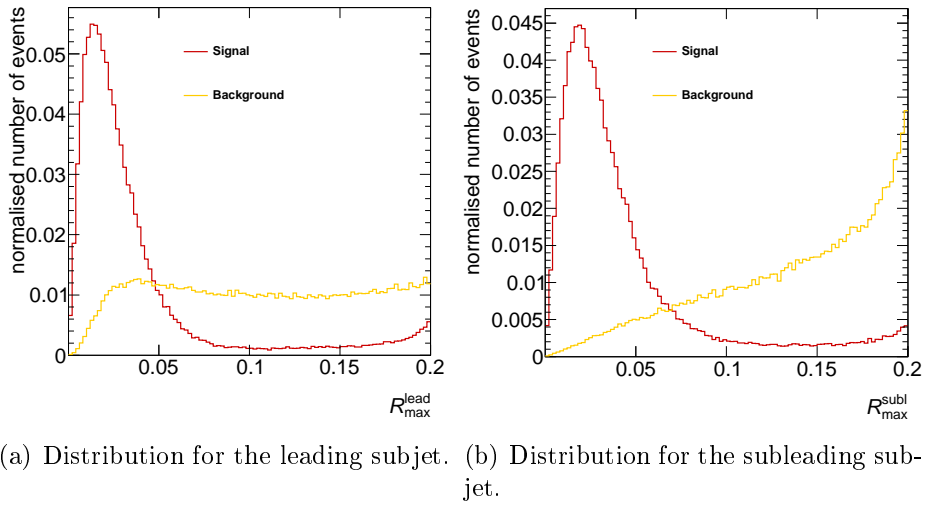 normalised number of events
0.05
0.04
0.03
0.02
0.01
0
0.05
0.1
0.15
0.2
Signal
Background
R_max^lead
normalised number of events
0.045
0.04
0.035
0.03
0.025
0.02
0.015
0.01
0.005
0
0.05
0.1
0.15
0.2
Signal
Background
R_max^subl
(a) Distribution for the leading subjet.
(b) Distribution for the subleading sub-
jet.